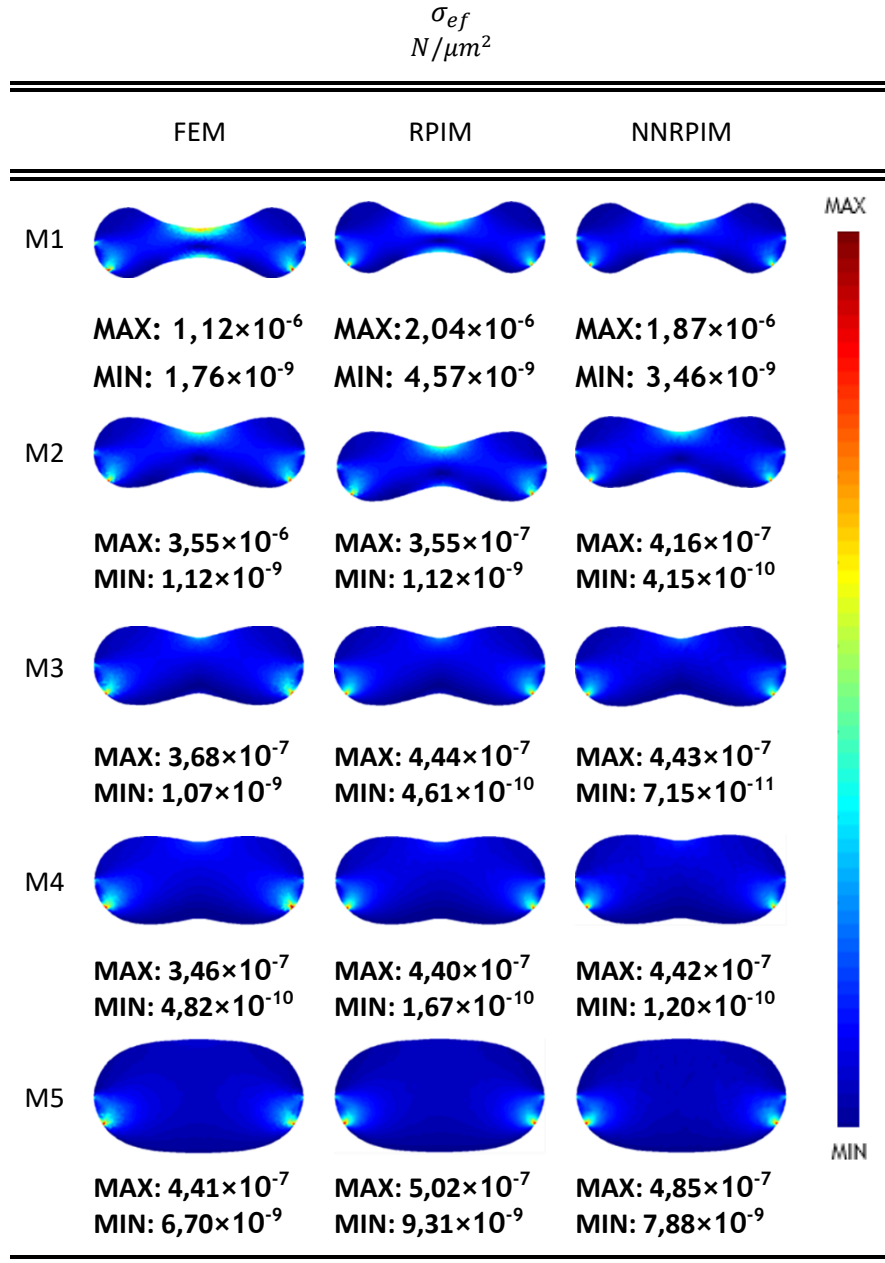 σ_ef
N/μm²
FEM RPIM NNRPIM
MAX
M1
MAX: 1,12×10⁻⁶ MAX:2,04×10⁻⁶ MAX:1,87×10⁻⁶
MIN: 1,76×10⁻⁹ MIN: 4,57×10⁻⁹ MIN: 3,46×10⁻⁹
M2
MAX: 3,55×10⁻⁶ MAX: 3,55×10⁻⁷ MAX: 4,16×10⁻⁷
MIN: 1,12×10⁻⁹ MIN: 1,12×10⁻⁹ MIN: 4,15×10⁻¹⁰
M3
MAX: 3,68×10⁻⁷ MAX: 4,44×10⁻⁷ MAX: 4,43×10⁻⁷
MIN: 1,07×10⁻⁹ MIN: 4,61×10⁻¹⁰ MIN: 7,15×10⁻¹¹
M4
MAX: 3,46×10⁻⁷ MAX: 4,40×10⁻⁷ MAX: 4,42×10⁻⁷
MIN: 4,82×10⁻¹⁰ MIN: 1,67×10⁻¹⁰ MIN: 1,20×10⁻¹⁰
M5
MIN
MAX: 4,41×10⁻⁷ MAX: 5,02×10⁻⁷ MAX: 4,85×10⁻⁷
MIN: 6,70×10⁻⁹ MIN: 9,31×10⁻⁹ MIN: 7,88×10⁻⁹